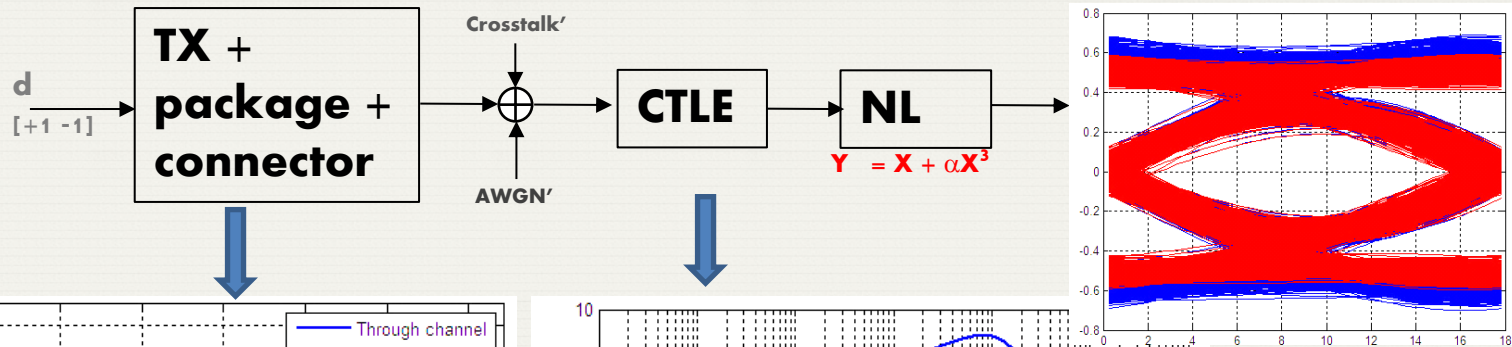 Crosstalk’
d
[+1 -1]
TX +
package +
connector
CTLE
NL
Y = X + αX³
AWGN’
Through channel
10
0.8
0.6
0.4
0.2
0
-0.2
-0.4
-0.6
-0.8
0 2 4 6 8 10 12 14 16 18